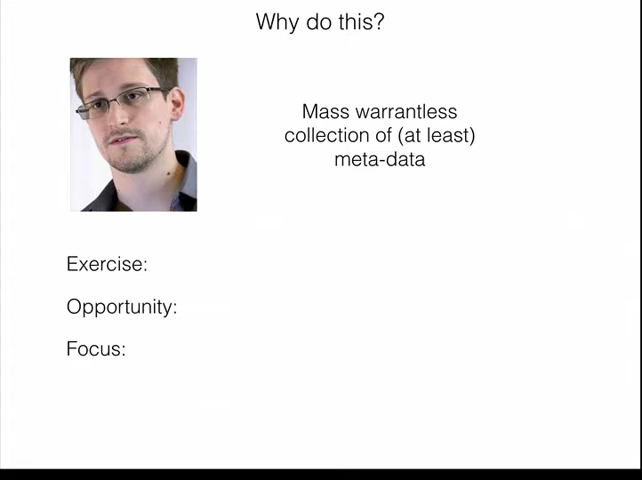 Why do this?
Mass warrantless
collection of (at least)
meta-data
Exercise:
Opportunity:
Focus: